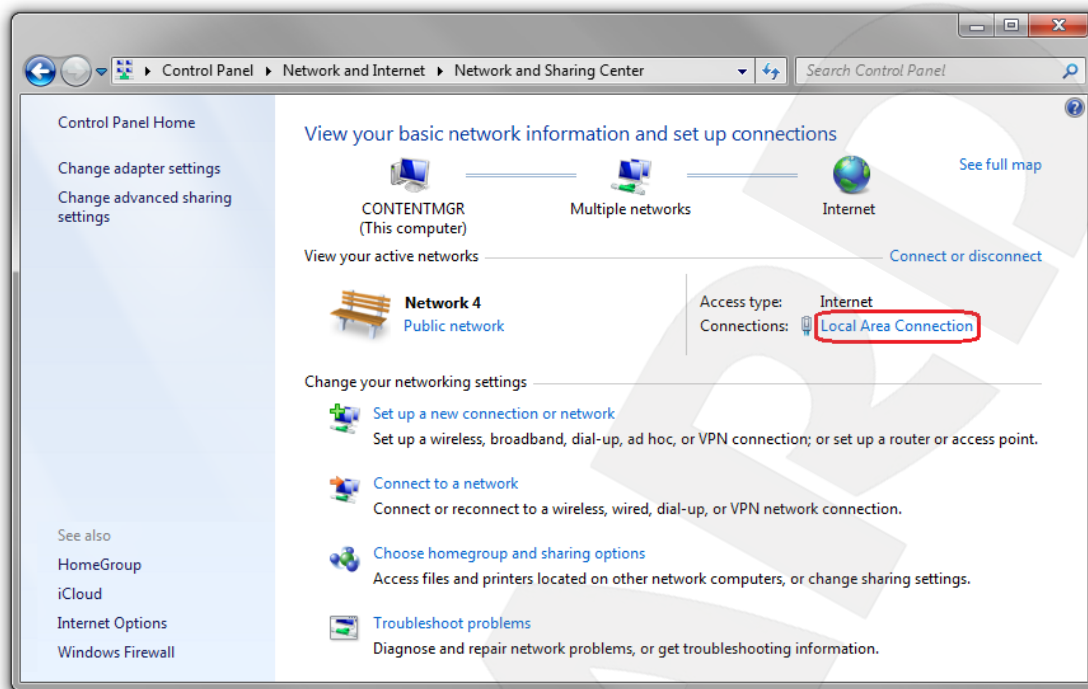 Control Panel Network and Internet Network and Sharing Center Search Control Panel
Control Panel Home
Change adapter settings
Change advanced sharing
settings
View your basic network information and set up connections
See full map
CONTENTMGR
(This computer)
Multiple networks
Internet
View your active networks
Connect or disconnect
Network 4
Public network
Access type: Internet
Connections: Local Area Connection
Change your networking settings
Set up a new connection or network
Set up a wireless, broadband, dial-up, ad hoc, or VPN connection; or set up a router or access point.
Connect to a network
Connect or reconnect to a wireless, wired, dial-up, or VPN network connection.
Choose homegroup and sharing options
Access files and printers located on other network computers, or change sharing settings.
Troubleshoot problems
Diagnose and repair network problems, or get troubleshooting information.
See also
HomeGroup
iCloud
Internet Options
Windows Firewall